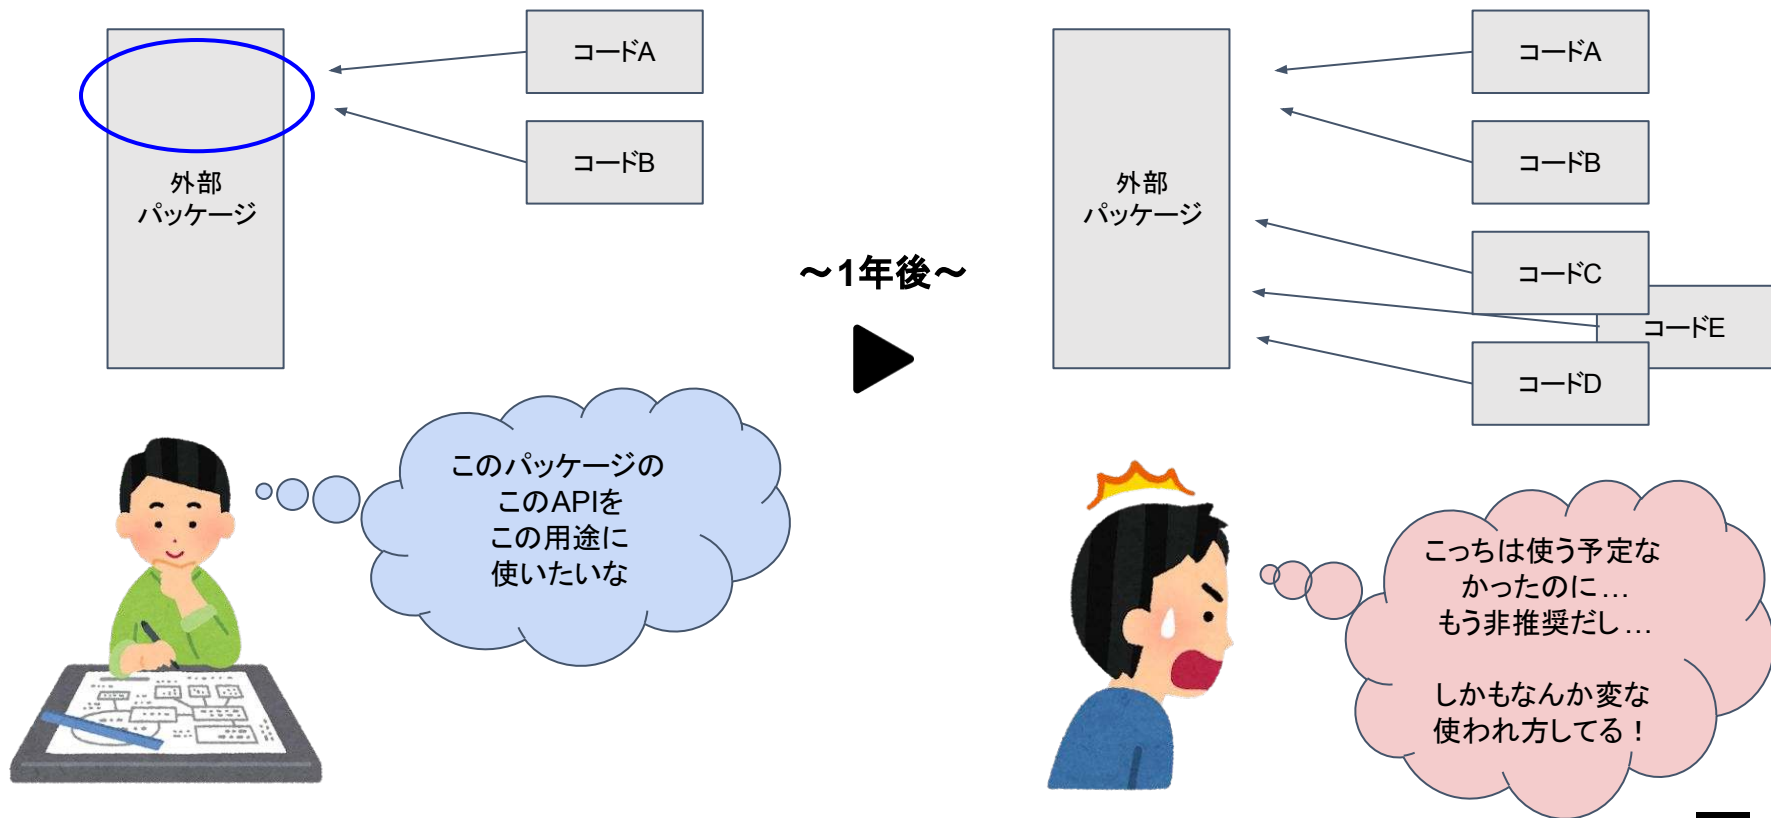 コードA
コードB
外部
パッケージ
このパッケージの
このAPIを
この用途に
使いたいな
～1年後～
コードA
コードB
外部
パッケージ
コードC
コードE
コードD
こっちは使う予定な
かったのに…
もう非推奨だし…
しかもなんか変な
使われ方してる！